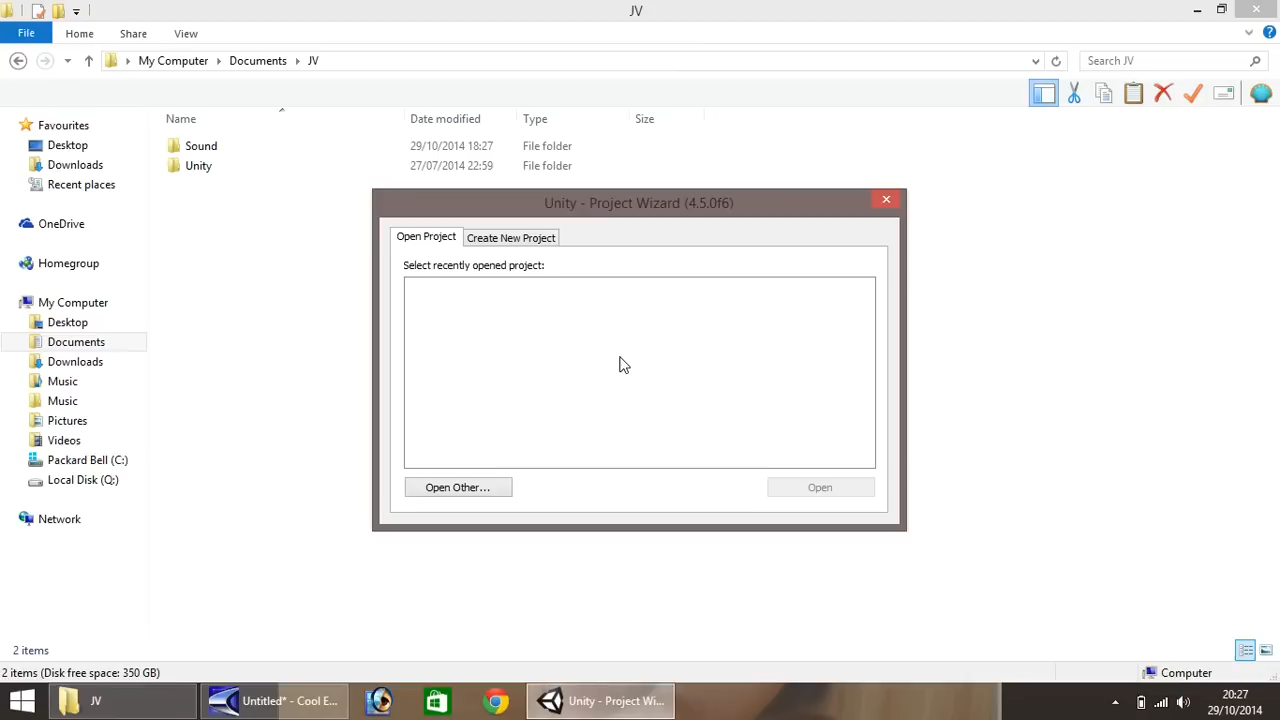 JV
File Home Share View
My Computer Documents JV Search JV
Name Date modified Type Size
Favourites
Desktop
Downloads
Recent places
OneDrive
Homegroup
My Computer
Desktop
Documents
Downloads
Music
Music
Pictures
Videos
Packard Bell (C:)
Local Disk (Q:)
Network
Sound 29/10/2014 18:27 File folder
Unity 27/07/2014 22:59 File folder
Unity - Project Wizard (4.5.0f6)
Open Project Create New Project
Select recently opened project:
Open Other... Open
2 items
2 items (Disk free space: 350 GB) Computer
JV Untitled* - Cool E... Unity - Project Wi... 20:27
29/10/2014